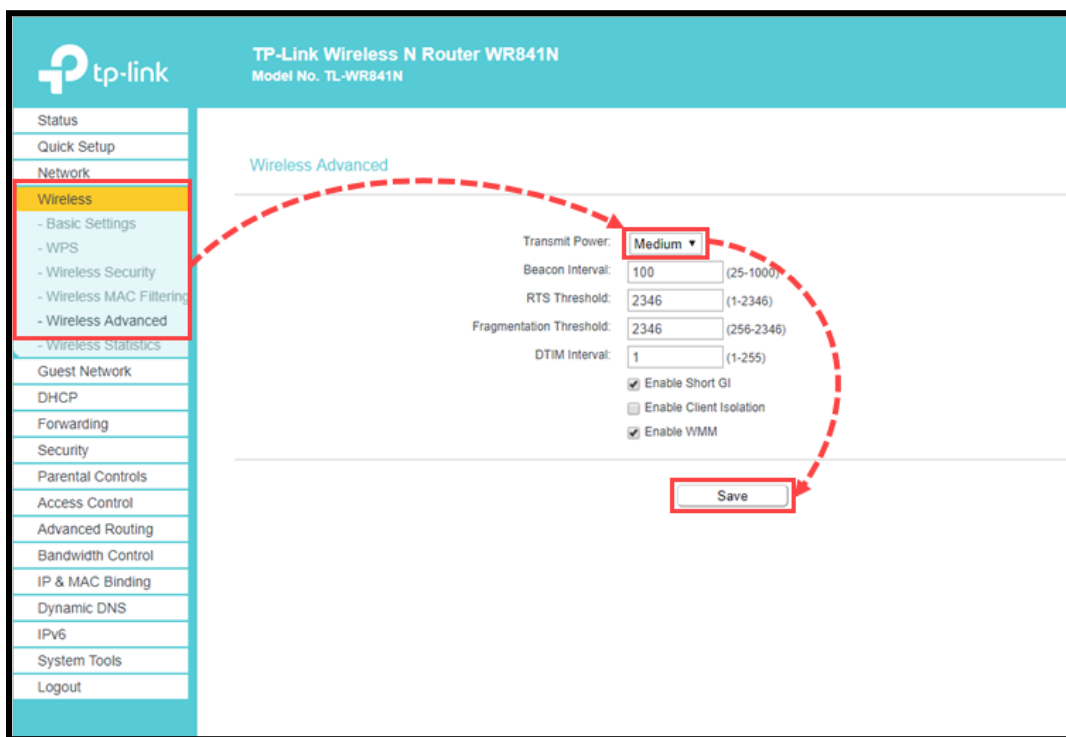 tp-link
TP-Link Wireless N Router WR841N
Model No. TL-WR841N
Status
Quick Setup
Network
Wireless
- Basic Settings
- WPS
- Wireless Security
- Wireless MAC Filtering
- Wireless Advanced
- Wireless Statistics
Guest Network
DHCP
Forwarding
Security
Parental Controls
Access Control
Advanced Routing
Bandwidth Control
IP & MAC Binding
Dynamic DNS
IPv6
System Tools
Logout
Wireless Advanced
Transmit Power: Medium
Beacon Interval: 100 (25-1000)
RTS Threshold: 2346 (1-2346)
Fragmentation Threshold: 2346 (256-2346)
DTIM Interval: 1 (1-255)
Enable Short GI
Enable Client Isolation
Enable WMM
Save